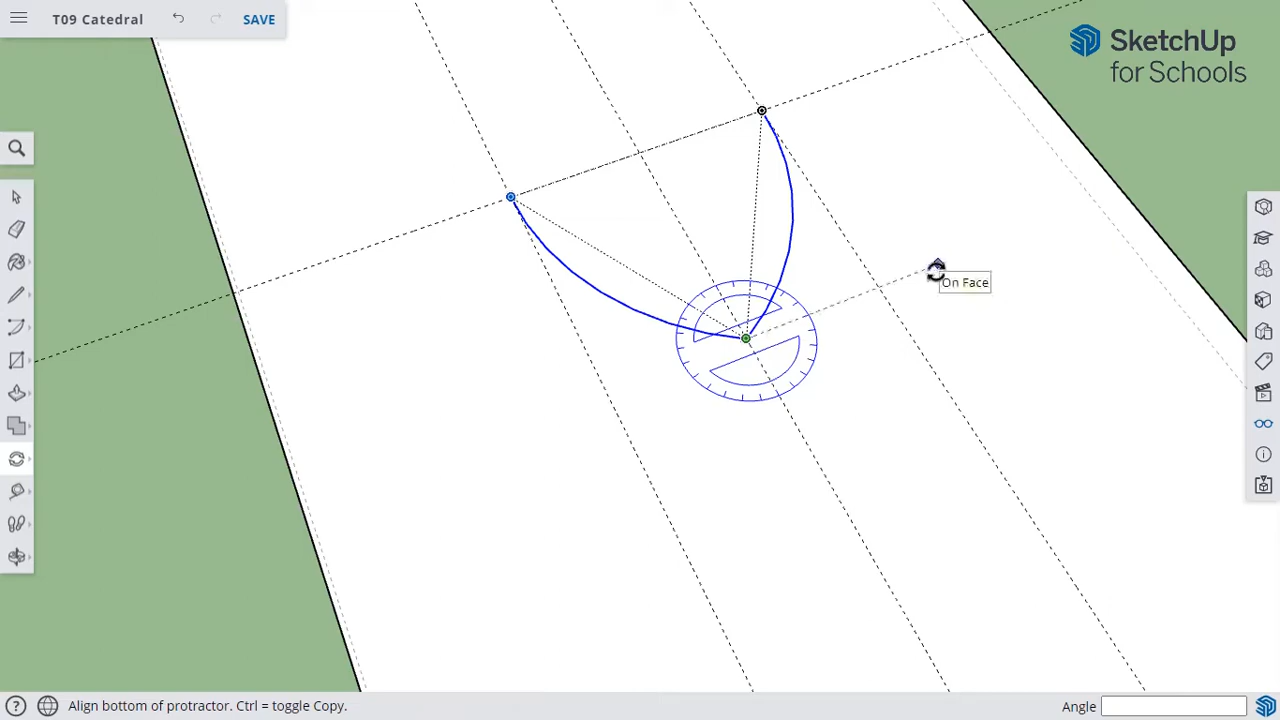 T09 Catedral
SAVE
SketchUp
for Schools
On Face
Align bottom of protractor. Ctrl = toggle Copy.
Angle